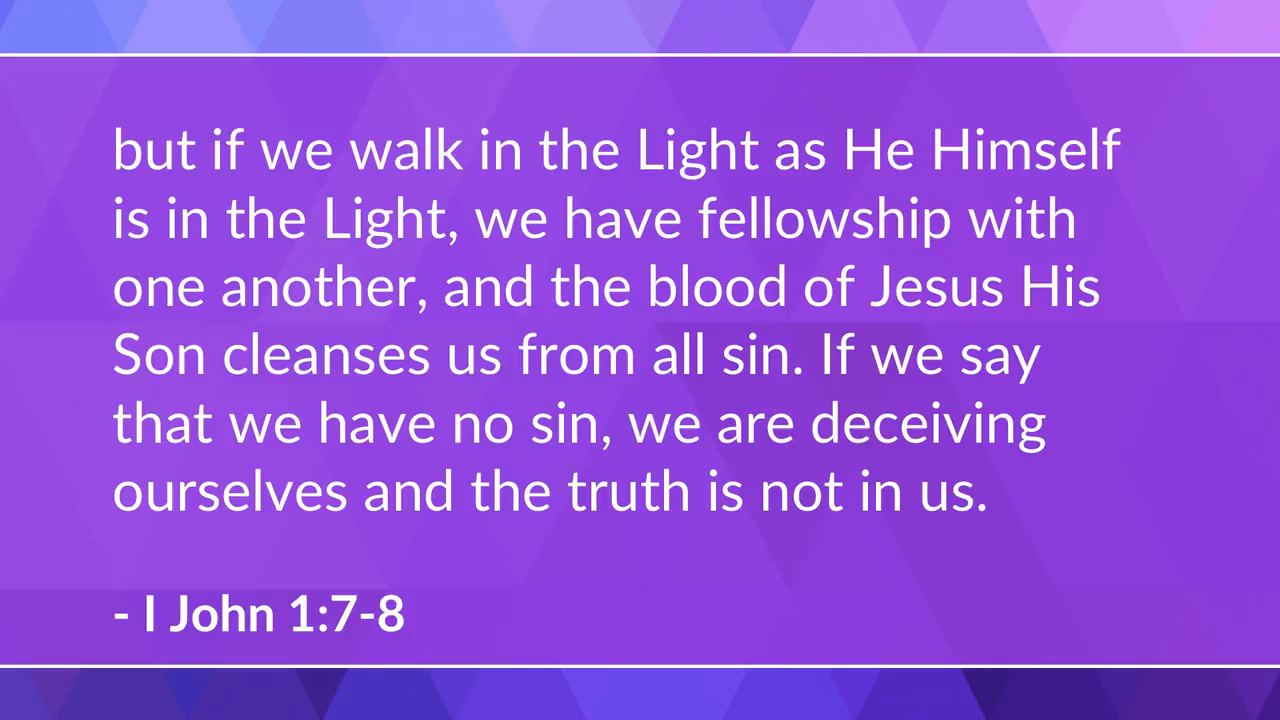 but if we walk in the Light as He Himself
is in the Light, we have fellowship with
one another, and the blood of Jesus His
Son cleanses us from all sin. If we say
that we have no sin, we are deceiving
ourselves and the truth is not in us.
- I John 1:7-8